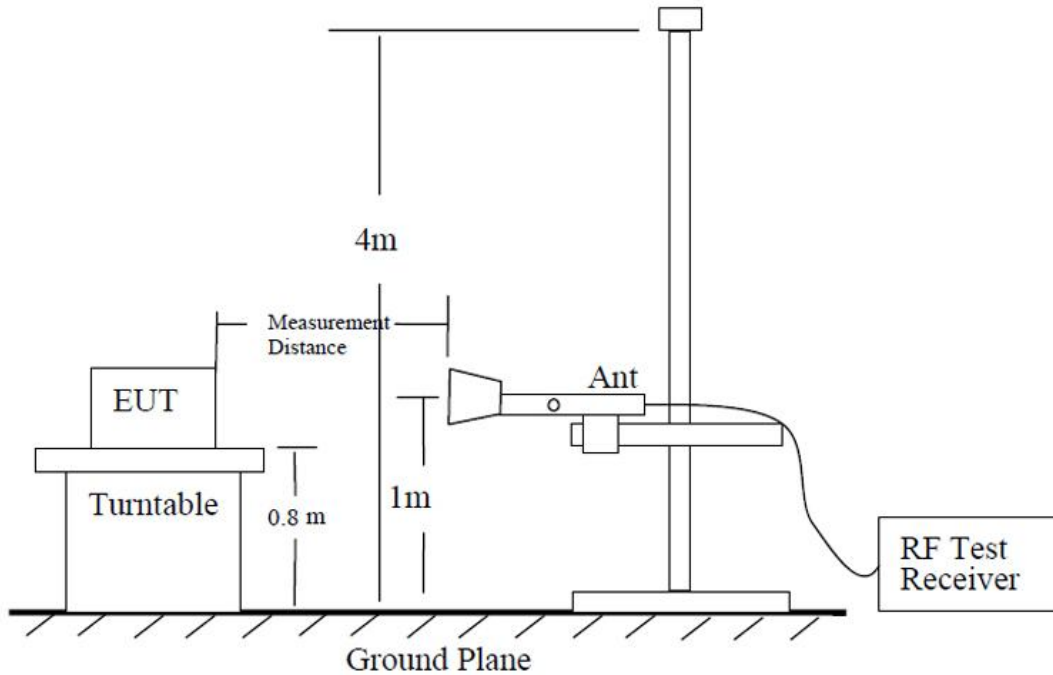 4m
Measurement
Distance
Ant
EUT
1m
Turntable
0.8 m
RF Test
Receiver
Ground Plane